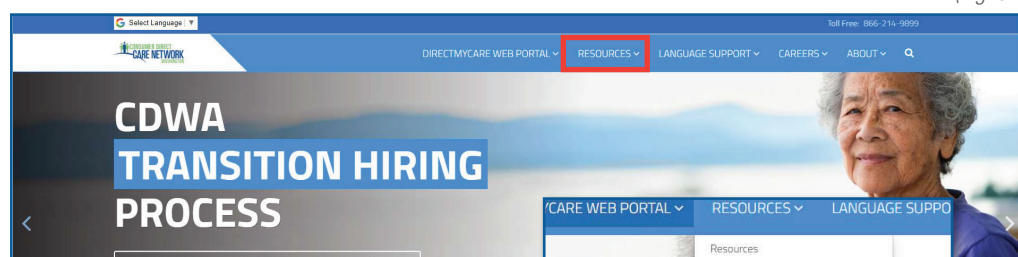 Select Language ▼
Toll Free: 866-214-9899
CONSUMER DIRECT
CARE NETWORK
WASHINGTON
DIRECTMYCARE WEB PORTAL RESOURCES LANGUAGE SUPPORT CAREERS ABOUT
CDWA
TRANSITION HIRING
PROCESS
YCARE WEB PORTAL RESOURCES LANGUAGE SUPPO
Resources